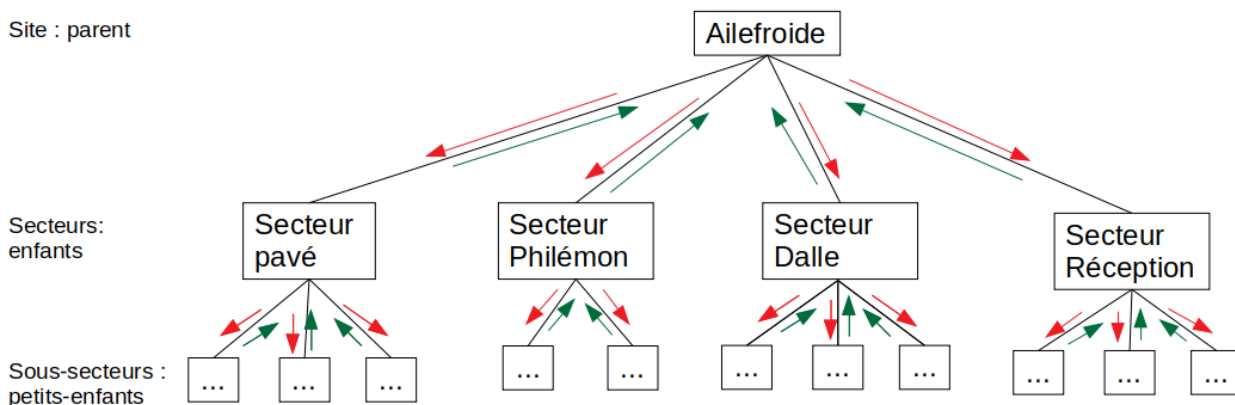 Site : parent
Ailefroide
Secteurs:
enfants
Secteur
pavé
Secteur
Philémon
Secteur
Dalle
Secteur
Réception
Sous-secteurs :
petits-enfants
...
...
...
...
...
...
...
...
...
...
...